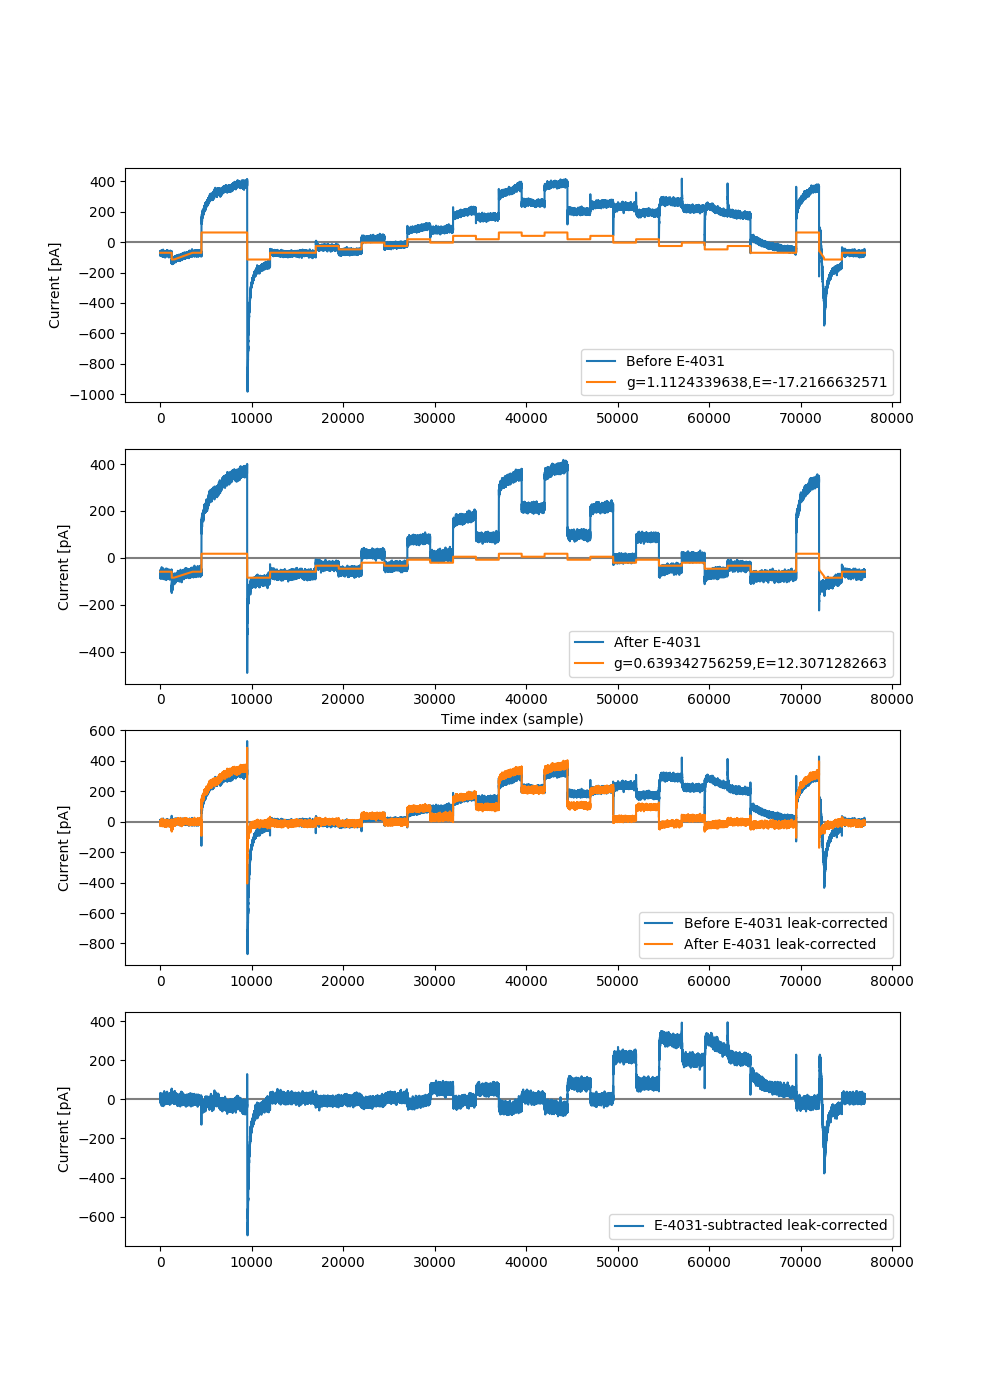 400
200
0
−200
−400
−600
−800
−1000
Current [pA]
Before E-4031
g=1.1124339638,E=-17.2166632571
0 10000 20000 30000 40000 50000 60000 70000 80000
400
200
0
−200
−400
Current [pA]
After E-4031
g=0.639342756259,E=12.3071282663
0 10000 20000 30000 40000 50000 60000 70000 80000
Time index (sample)
600
400
200
0
−200
−400
−600
−800
Current [pA]
Before E-4031 leak-corrected
After E-4031 leak-corrected
0 10000 20000 30000 40000 50000 60000 70000 80000
400
200
0
−200
−400
−600
Current [pA]
E-4031-subtracted leak-corrected
0 10000 20000 30000 40000 50000 60000 70000 80000